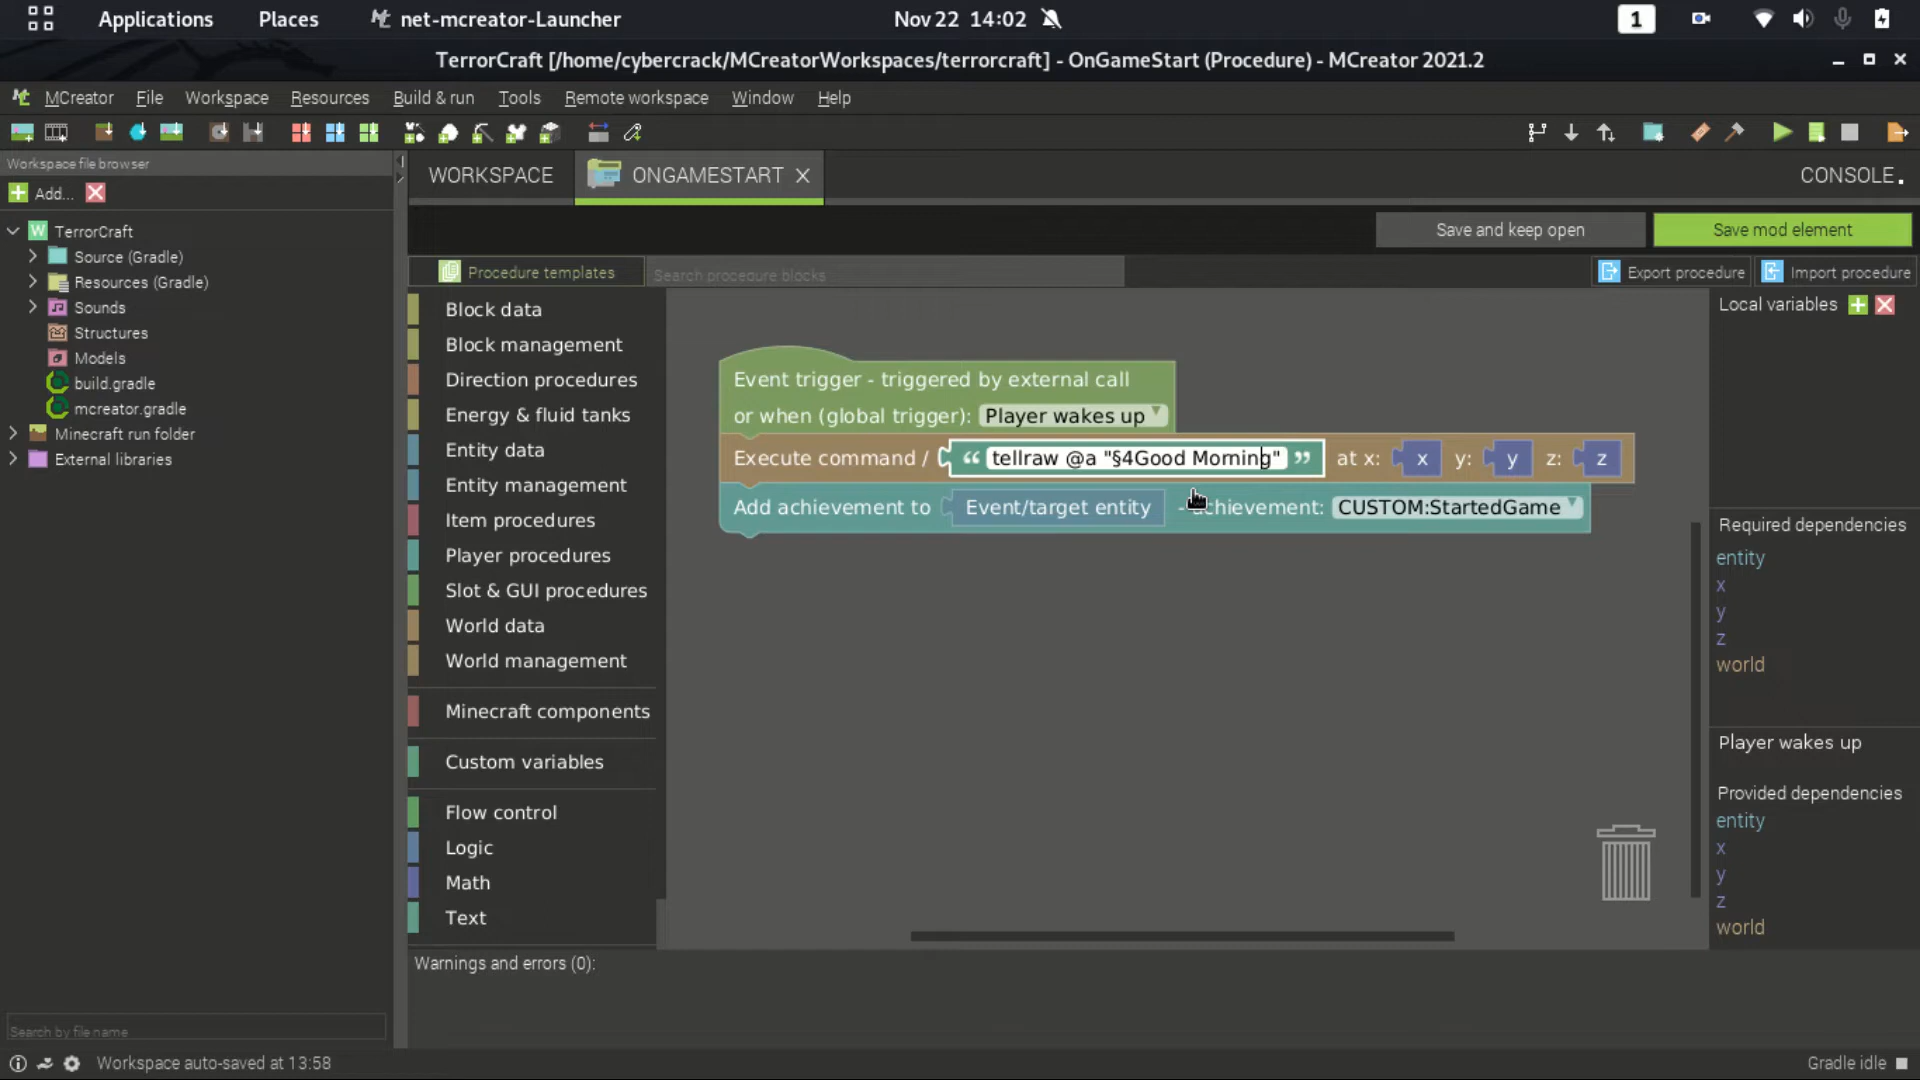 Applications Places net-mcreator-Launcher Nov 22 14:02 1
TerrorCraft [/home/cybercrack/MCreatorWorkspaces/terrorcraft] - OnGameStart (Procedure) - MCreator 2021.2
MCreator File Workspace Resources Build & run Tools Remote workspace Window Help
Workspace file browser
Add...
TerrorCraft
Source (Gradle)
Resources (Gradle)
Sounds
Structures
Models
build.gradle
mcreator.gradle
Minecraft run folder
External libraries
Search by file name
WORKSPACE ONGAMESTART CONSOLE
Save and keep open Save mod element
Procedure templates Search procedure blocks Export procedure Import procedure
Block data
Block management
Direction procedures
Energy & fluid tanks
Entity data
Entity management
Item procedures
Player procedures
Slot & GUI procedures
World data
World management
Minecraft components
Custom variables
Flow control
Logic
Math
Text
Event trigger - triggered by external call
or when (global trigger): Player wakes up
Execute command / “ tellraw @a "§4Good Morning" ” at x: x y: y z: z
Add achievement to Event/target entity - achievement: CUSTOM:StartedGame
Local variables
Required dependencies
entity
x
y
z
world
Player wakes up
Provided dependencies
entity
x
y
z
world
Warnings and errors (0):
Workspace auto-saved at 13:58 Gradle idle